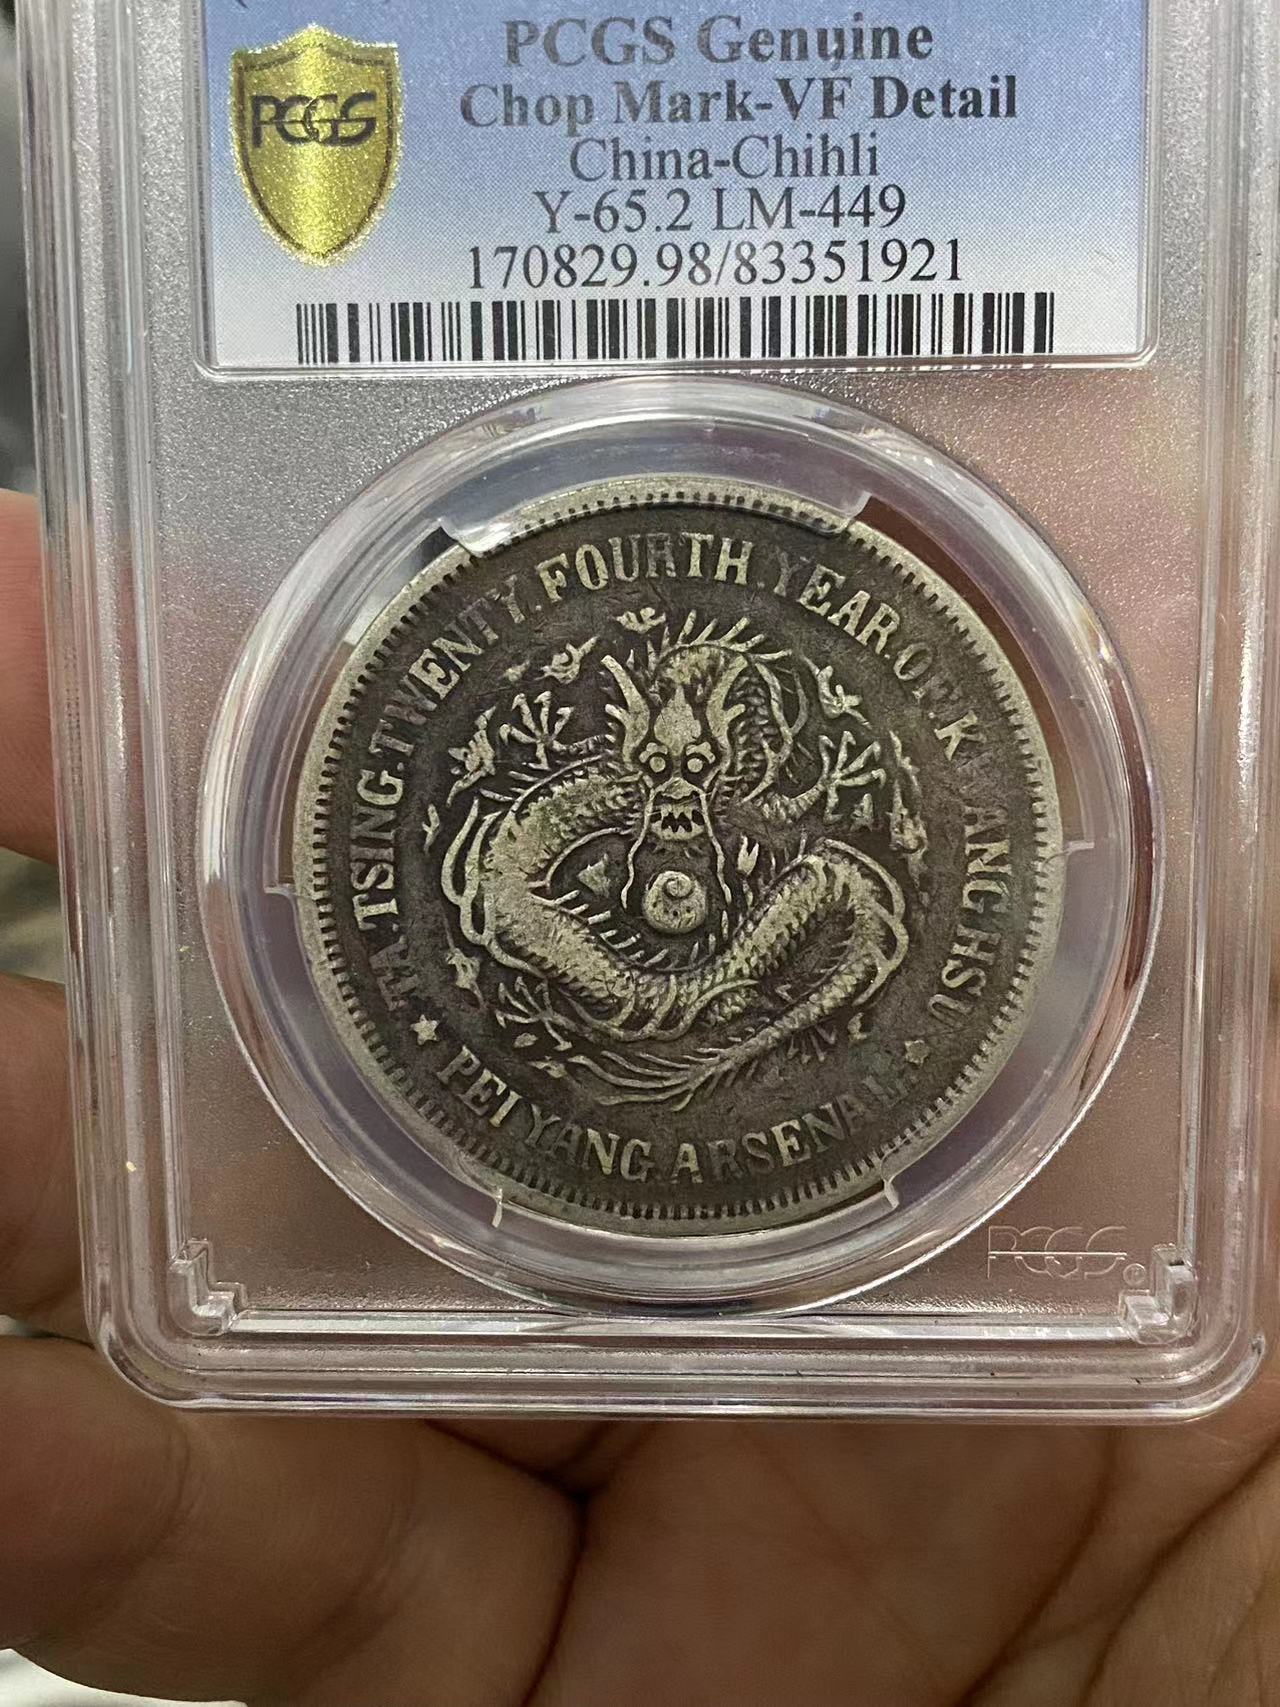 PCGS Genuine
PCGS
Chop Mark-VF Detail
China-Chihli
Y-65.2 LM-449
170829.98/83351921
TA.TSING.TWENTY.FOURTH.YEAR.OF.KUANGHSU
PEI YANG ARSENAL
PCGS